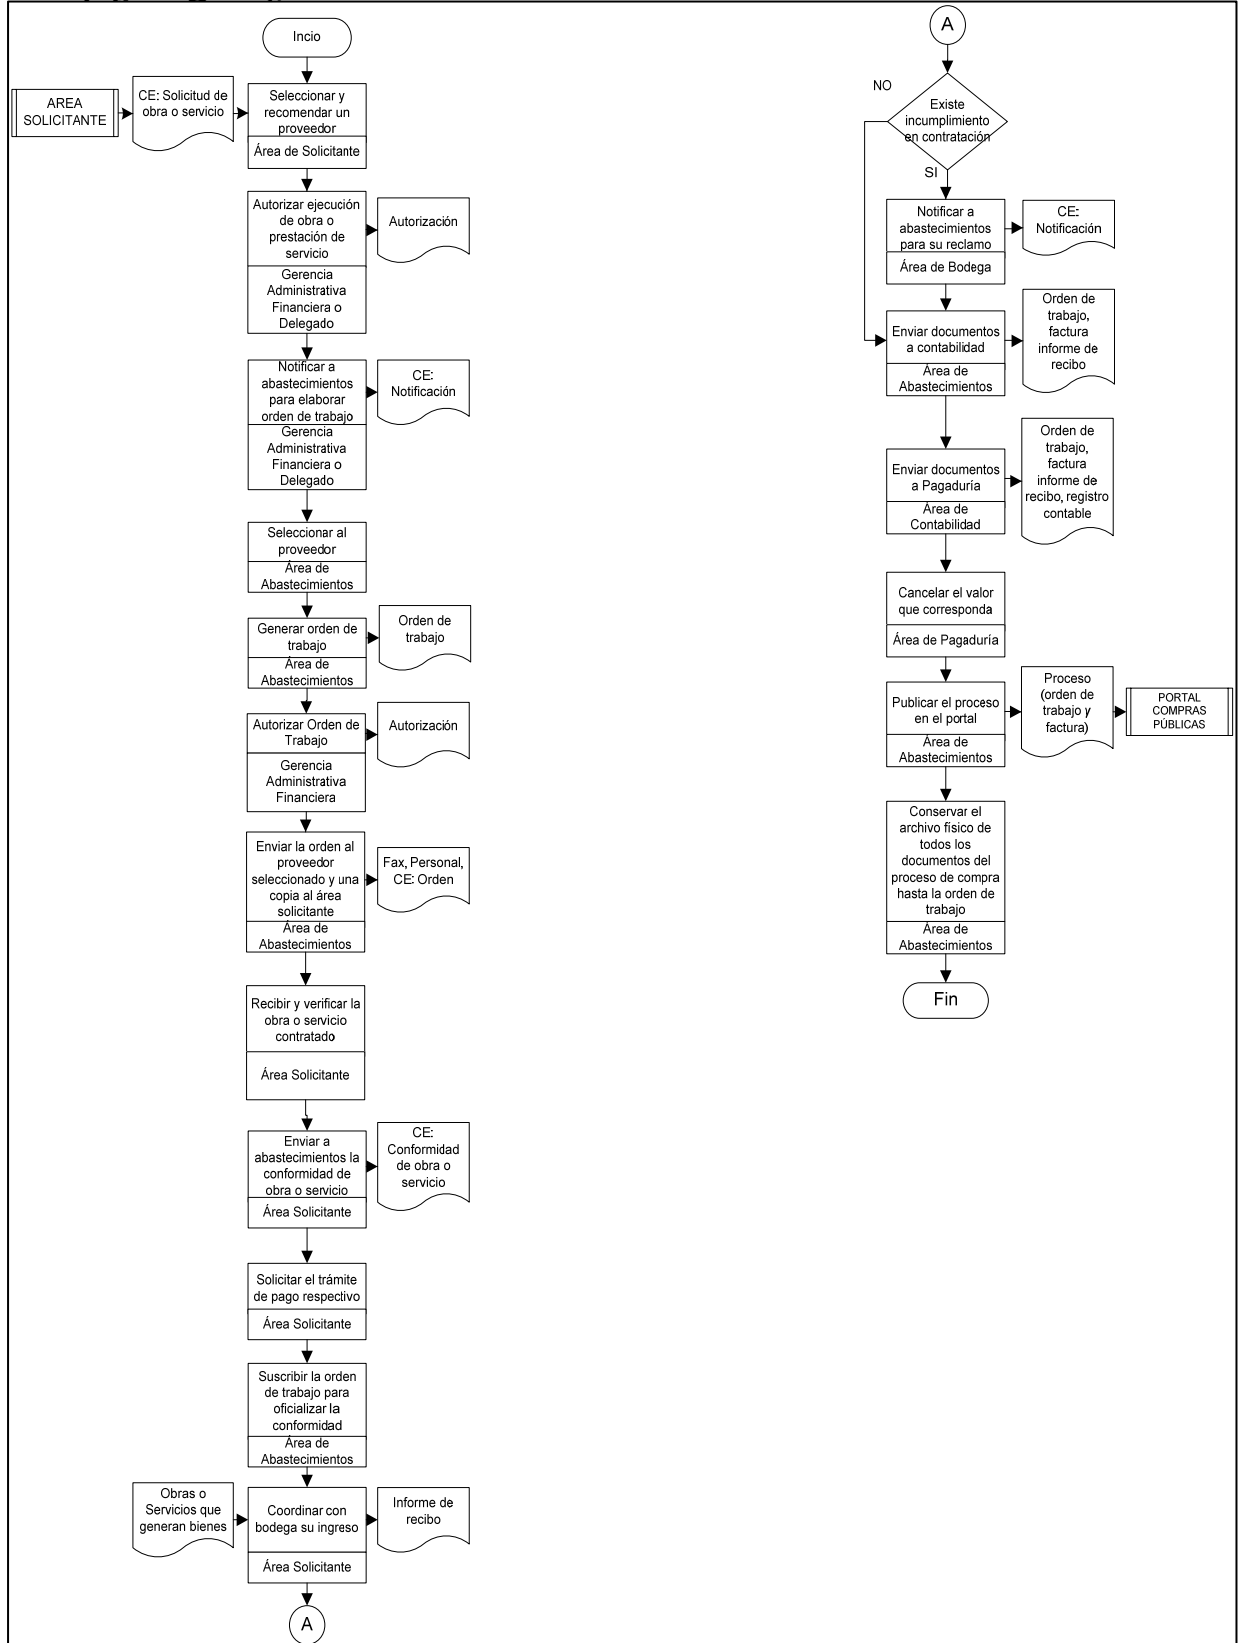 Incio
AREA
SOLICITANTE
CE: Solicitud de
obra o servicio
Seleccionar y
recomendar un
proveedor
Área de Solicitante
Autorizar ejecución
de obra o
prestación de
servicio
Gerencia
Administrativa
Financiera o
Delegado
Autorización
Notificar a
abastecimientos
para elaborar
orden de trabajo
Gerencia
Administrativa
Financiera o
Delegado
CE:
Notificación
Seleccionar al
proveedor
Área de
Abastecimientos
Generar orden de
trabajo
Área de
Abastecimientos
Orden de
trabajo
Autorizar Orden de
Trabajo
Gerencia
Administrativa
Financiera
Autorización
Enviar la orden al
proveedor
seleccionado y una
copia al área
solicitante
Área de
Abastecimientos
Fax, Personal,
CE: Orden
Recibir y verificar la
obra o servicio
contratado
Área Solicitante
Enviar a
abastecimientos la
conformidad de
obra o servicio
Área Solicitante
CE:
Conformidad
de obra o
servicio
Solicitar el trámite
de pago respectivo
Área Solicitante
Suscribir la orden
de trabajo para
oficializar la
conformidad
Área de
Abastecimientos
Obras o
Servicios que
generan bienes
Coordinar con
bodega su ingreso
Área Solicitante
Informe de
recibo
A
A
NO
Existe
incumplimiento
en contratación
SI
Notificar a
abastecimientos
para su reclamo
Área de Bodega
CE:
Notificación
Enviar documentos
a contabilidad
Área de
Abastecimientos
Orden de
trabajo,
factura
informe de
recibo
Enviar documentos
a Pagaduría
Área de
Contabilidad
Orden de
trabajo,
factura
informe de
recibo, registro
contable
Cancelar el valor
que corresponda
Área de Pagaduría
Publicar el proceso
en el portal
Área de
Abastecimientos
Proceso
(orden de
trabajo y
factura)
PORTAL
COMPRAS
PÚBLICAS
Conservar el
archivo físico de
todos los
documentos del
proceso de compra
hasta la orden de
trabajo
Área de
Abastecimientos
Fin